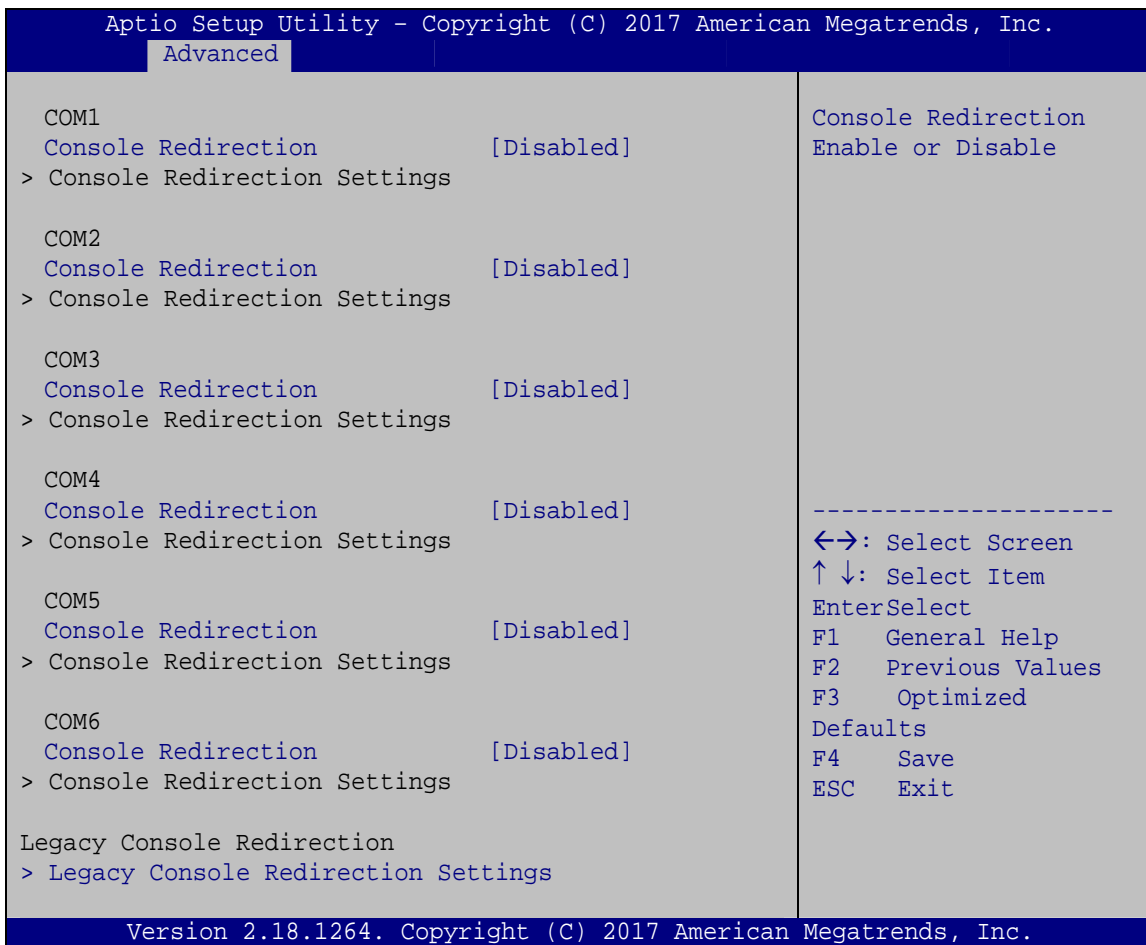 Aptio Setup Utility – Copyright (C) 2017 American Megatrends, Inc.
Advanced
COM1
Console Redirection [Disabled]
> Console Redirection Settings
COM2
Console Redirection [Disabled]
> Console Redirection Settings
COM3
Console Redirection [Disabled]
> Console Redirection Settings
COM4
Console Redirection [Disabled]
> Console Redirection Settings
COM5
Console Redirection [Disabled]
> Console Redirection Settings
COM6
Console Redirection [Disabled]
> Console Redirection Settings
Legacy Console Redirection
> Legacy Console Redirection Settings
Console Redirection
Enable or Disable
---------------------
←→: Select Screen
↑ ↓: Select Item
EnterSelect
F1 General Help
F2 Previous Values
F3 Optimized
Defaults
F4 Save
ESC Exit
Version 2.18.1264. Copyright (C) 2017 American Megatrends, Inc.